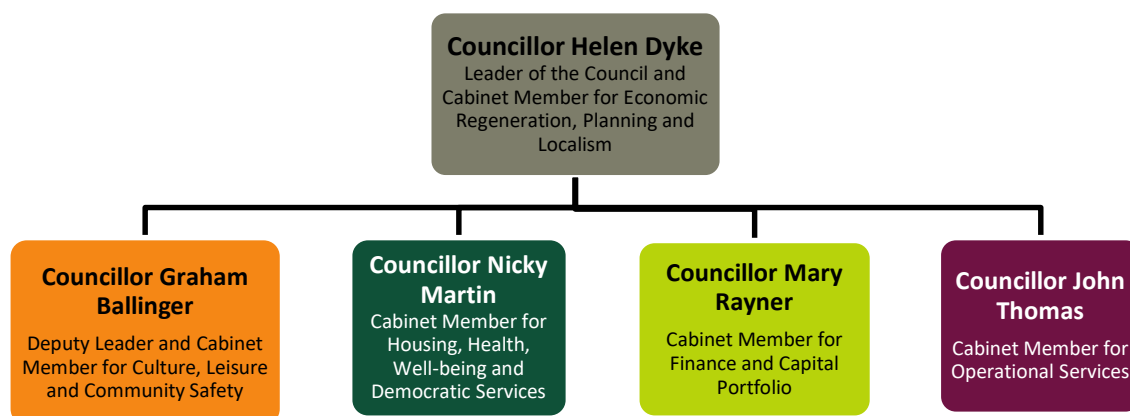 Councillor Helen Dyke
Leader of the Council and
Cabinet Member for Economic
Regeneration, Planning and
Localism
Councillor Graham
Ballinger
Deputy Leader and Cabinet
Member for Culture, Leisure
and Community Safety
Councillor Nicky
Martin
Cabinet Member for
Housing, Health,
Well-being and
Democratic Services
Councillor Mary
Rayner
Cabinet Member for
Finance and Capital
Portfolio
Councillor John
Thomas
Cabinet Member for
Operational Services